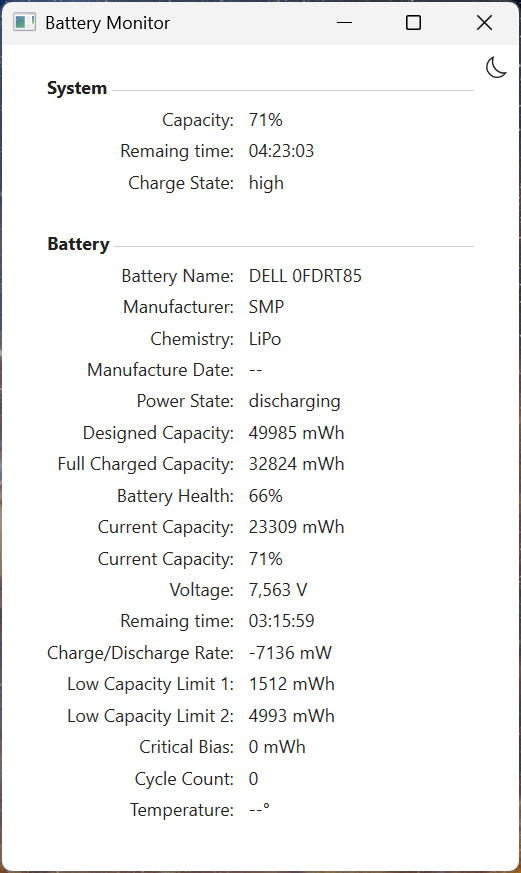 Battery Monitor
System
Capacity: 71%
Remaing time: 04:23:03
Charge State: high
Battery
Battery Name: DELL 0FDRT85
Manufacturer: SMP
Chemistry: LiPo
Manufacture Date: --
Power State: discharging
Designed Capacity: 49985 mWh
Full Charged Capacity: 32824 mWh
Battery Health: 66%
Current Capacity: 23309 mWh
Current Capacity: 71%
Voltage: 7,563 V
Remaing time: 03:15:59
Charge/Discharge Rate: -7136 mW
Low Capacity Limit 1: 1512 mWh
Low Capacity Limit 2: 4993 mWh
Critical Bias: 0 mWh
Cycle Count: 0
Temperature: --°